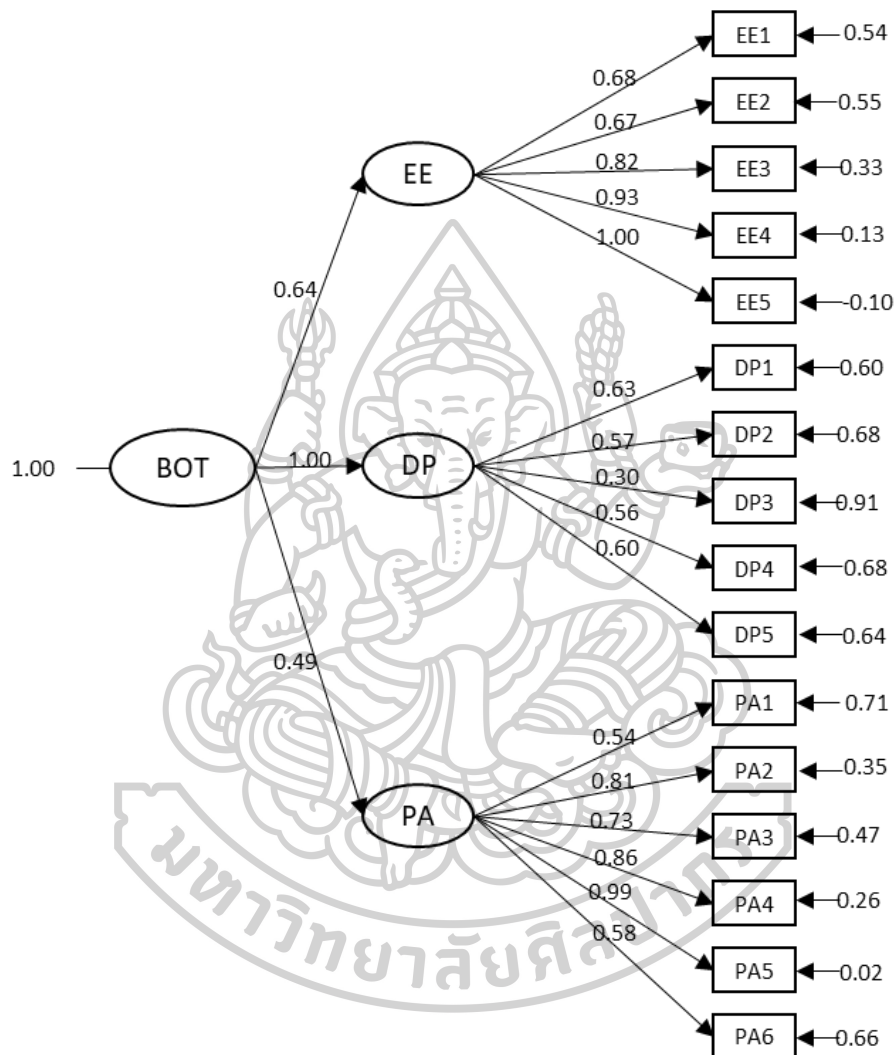 EE1 0.54
0.68
EE2 0.55
0.67
EE EE3 0.33
0.82
0.93
EE4 0.13
1.00
0.64
EE5 -0.10
DP1 0.60
0.63
DP2 0.68
0.57
1.00 BOT 1.00 DP
0.30
DP3 0.91
0.56
0.60
DP4 0.68
DP5 0.64
0.49
PA1 0.71
0.54
PA2 0.35
0.81
PA 0.73
PA3 0.47
0.86
0.99
PA4 0.26
0.58
PA5 0.02
PA6 0.66
มหาวิทยาลัยศิลปากร